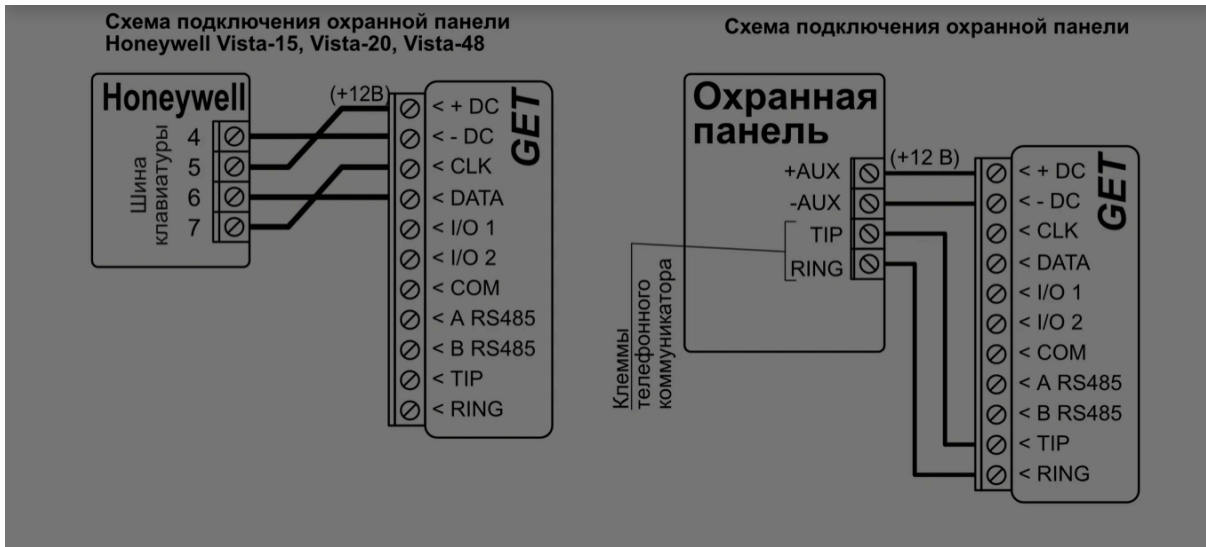 Схема подключения охранной панели
Honeywell Vista-15, Vista-20, Vista-48
Honeywell
Шина
клавиатуры
4
5
6
7
(+12В)
< + DC
< - DC
< CLK
< DATA
< I/O 1
< I/O 2
< COM
< A RS485
< B RS485
< TIP
< RING
GET
Схема подключения охранной панели
Охранная
панель
+AUX
-AUX
TIP
RING
Клеммы
телефонного
коммуникатора
(+12 В)
< + DC
< - DC
< CLK
< DATA
< I/O 1
< I/O 2
< COM
< A RS485
< B RS485
< TIP
< RING
GET